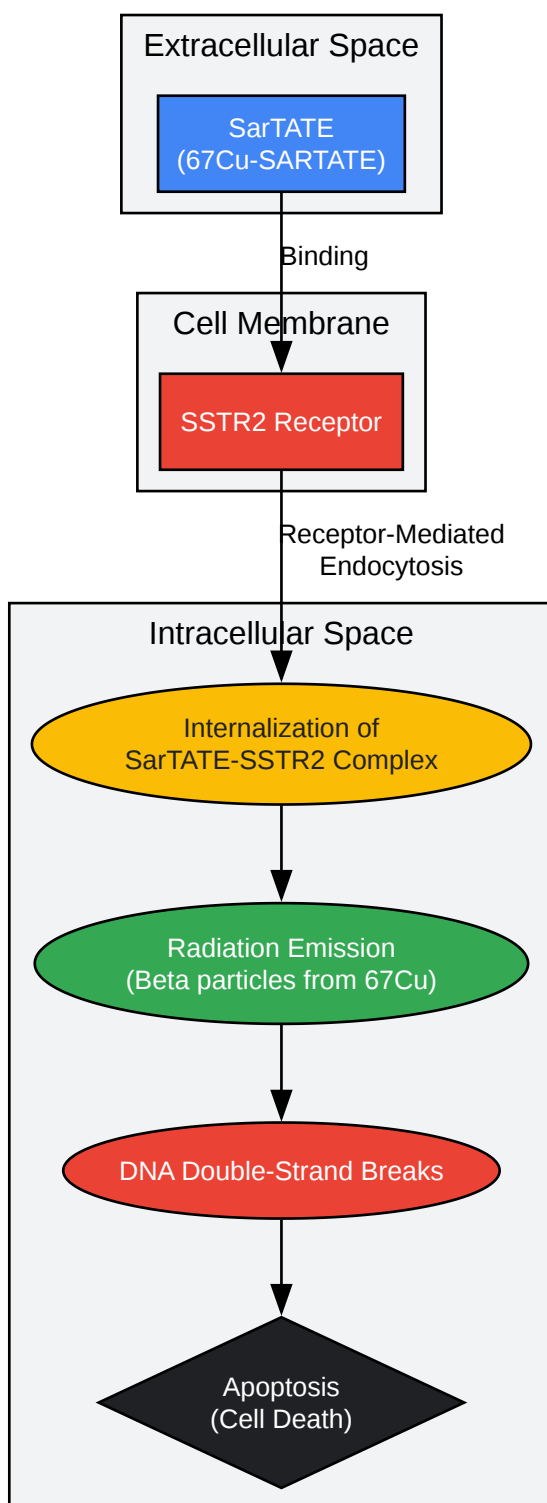 Extracellular Space
SarTATE
(67Cu-SARTATE)
Binding
Cell Membrane
SSTR2 Receptor
Receptor-Mediated
Endocytosis
Intracellular Space
Internalization of
SarTATE-SSTR2 Complex
Radiation Emission
(Beta particles from 67Cu)
DNA Double-Strand Breaks
Apoptosis
(Cell Death)